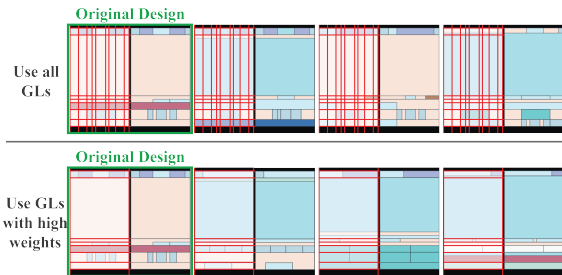 Original Design
Use all
GLs
Original Design
Use GLs
with high
weights